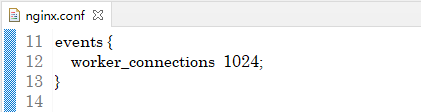 nginx.conf
11 events {
12 worker_connections 1024;
13 }
14